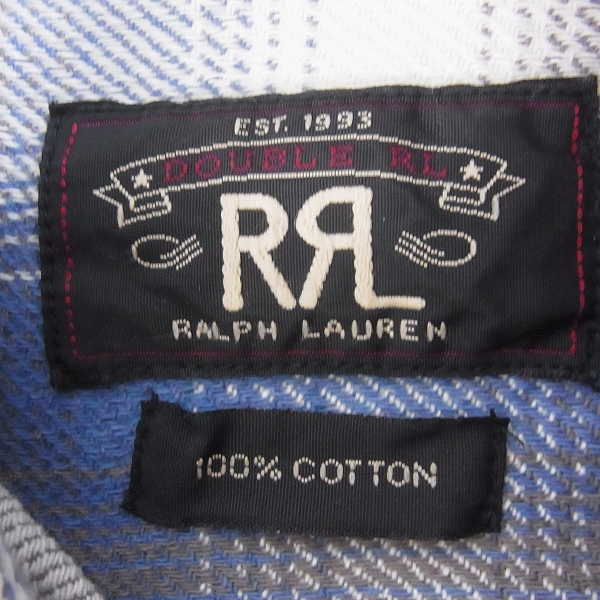 EST. 1993
DOUBLE RL
RRL
RALPH LAUREN
100% COTTON